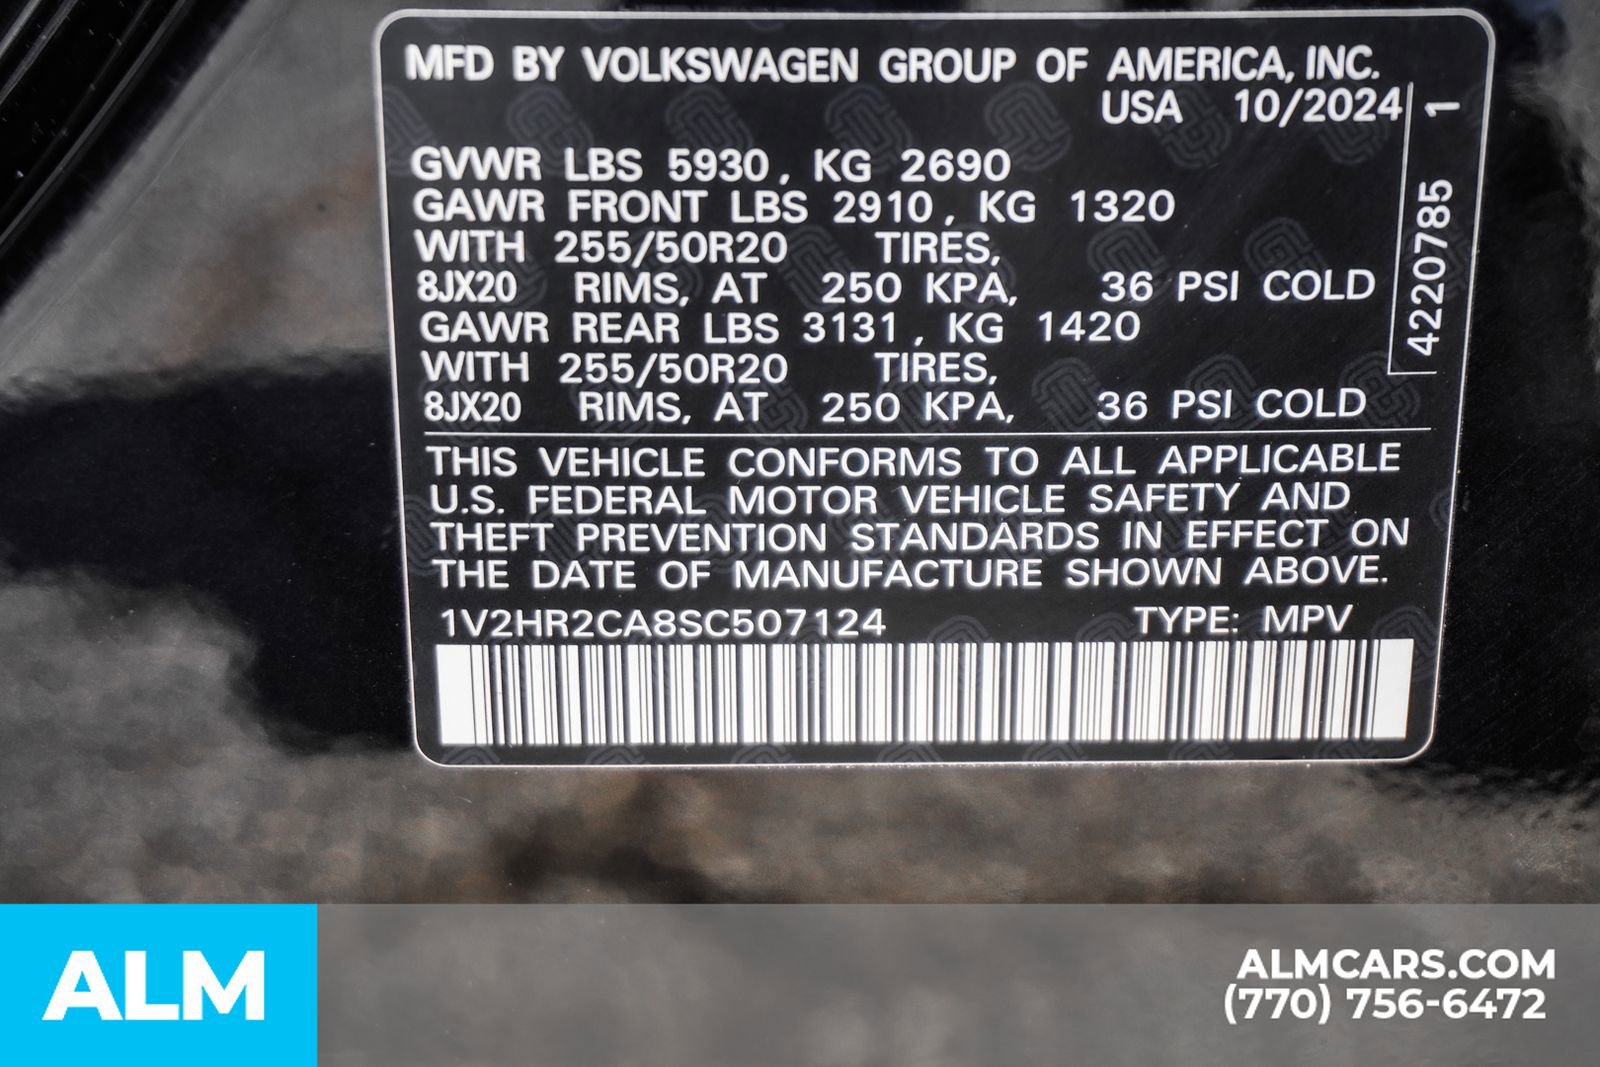 MFD BY VOLKSWAGEN GROUP OF AMERICA, INC.
USA 10/2024
GVWR LBS 5930, KG 2690
GAWR FRONT LBS 2910, KG 1320
WITH 255/50R20 TIRES,
8JX20 RIMS, AT 250 KPA, 36 PSI COLD
GAWR REAR LBS 3131, KG 1420
WITH 255/50R20 TIRES,
8JX20 RIMS, AT 250 KPA, 36 PSI COLD
4220785 1
THIS VEHICLE CONFORMS TO ALL APPLICABLE
U.S. FEDERAL MOTOR VEHICLE SAFETY AND
THEFT PREVENTION STANDARDS IN EFFECT ON
THE DATE OF MANUFACTURE SHOWN ABOVE.
1V2HR2CA8SC507124 TYPE: MPV
ALM
ALMCARS.COM
(770) 756-6472